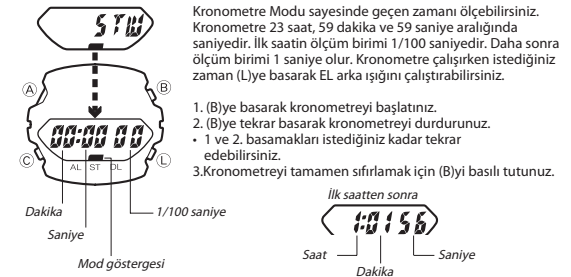 STW
A
B
00:00 00
C
AL ST DL
L
Dakika
1/100 saniye
Saniye
Mod göstergesi
Kronometre Modu sayesinde geçen zamanı ölçebilirsiniz.
Kronometre 23 saat, 59 dakika ve 59 saniye aralığında
saniyedir. İlk saatin ölçüm birimi 1/100 saniyedir. Daha sonra
ölçüm birimi 1 saniye olur. Kronometre çalışırken istediğiniz
zaman (L)ye basarak EL arka ışığını çalıştırabilirsiniz.
1. (B)ye basarak kronometreyi başlatınız.
2. (B)ye tekrar basarak kronometreyi durdurunuz.
• 1 ve 2. basamakları istediğiniz kadar tekrar
edebilirsiniz.
3.Kronometreyi tamamen sıfırlamak için (B)yi basılı tutunuz.
İlk saatten sonra
1:01 56
Saat
Saniye
Dakika